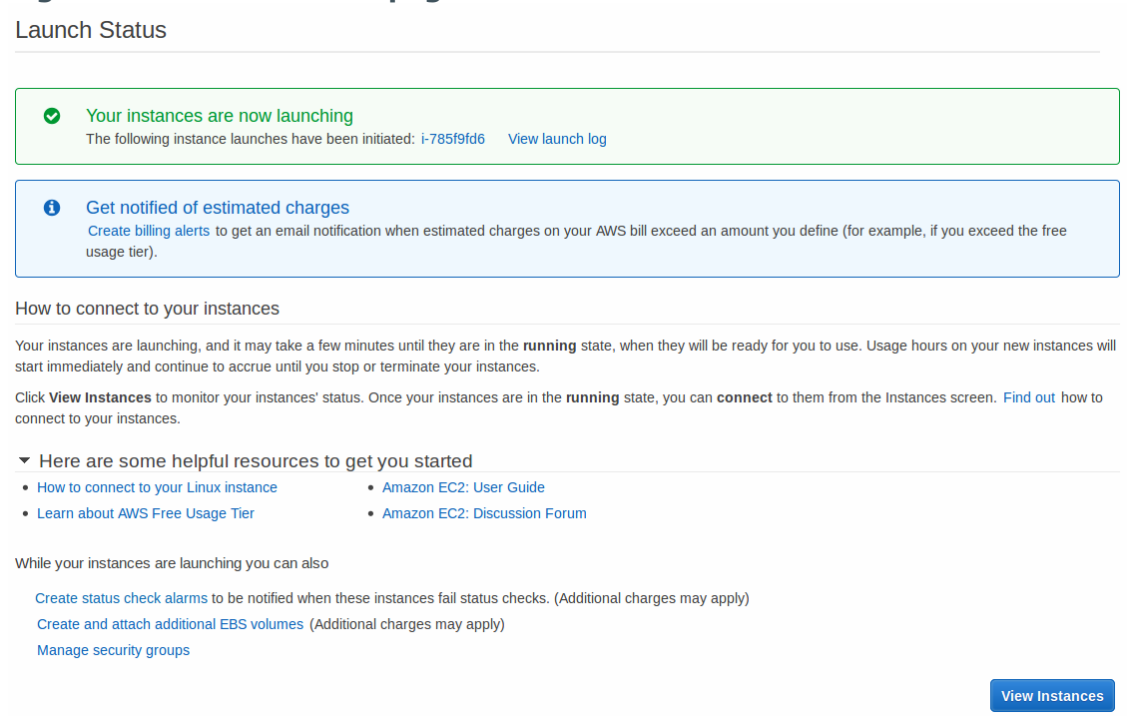 Launch Status
Your instances are now launching
The following instance launches have been initiated: i-785f9fd6 View launch log
Get notified of estimated charges
Create billing alerts to get an email notification when estimated charges on your AWS bill exceed an amount you define (for example, if you exceed the free
usage tier).
How to connect to your instances
Your instances are launching, and it may take a few minutes until they are in the running state, when they will be ready for you to use. Usage hours on your new instances will
start immediately and continue to accrue until you stop or terminate your instances.
Click View Instances to monitor your instances' status. Once your instances are in the running state, you can connect to them from the Instances screen. Find out how to
connect to your instances.
Here are some helpful resources to get you started
• How to connect to your Linux instance • Amazon EC2: User Guide
• Learn about AWS Free Usage Tier • Amazon EC2: Discussion Forum
While your instances are launching you can also
Create status check alarms to be notified when these instances fail status checks. (Additional charges may apply)
Create and attach additional EBS volumes (Additional charges may apply)
Manage security groups
View Instances